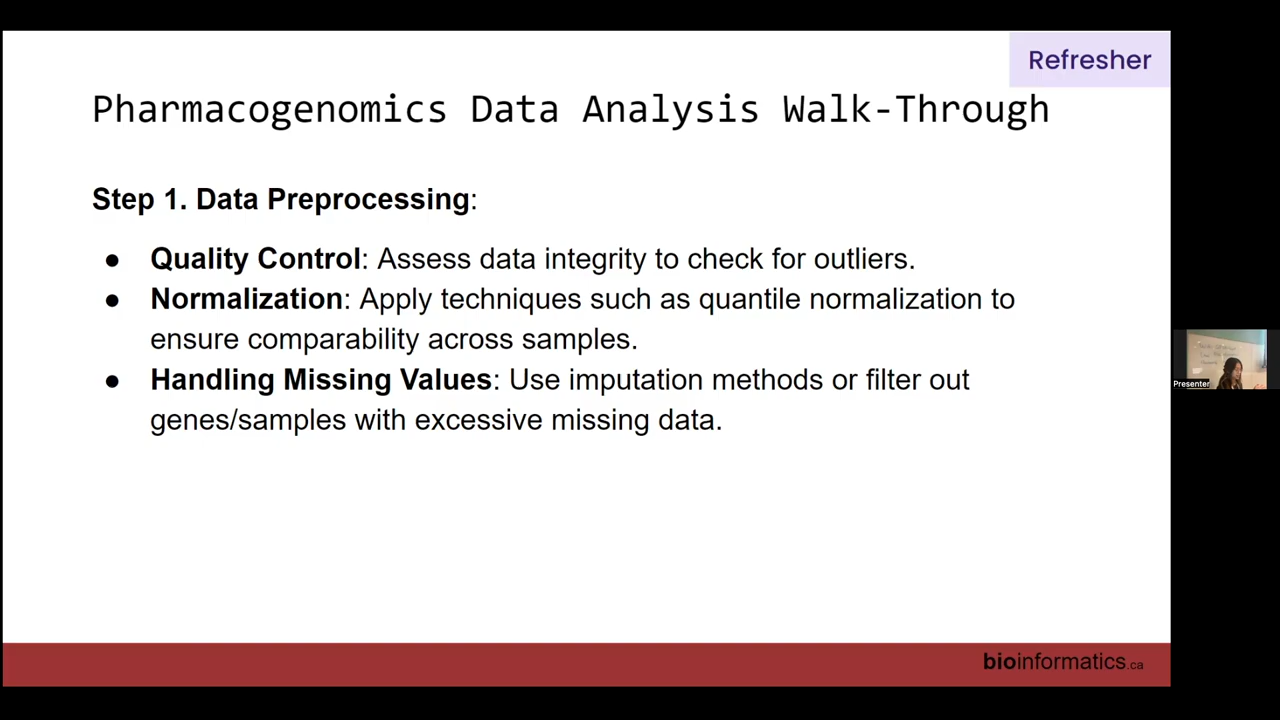 Refresher
Pharmacogenomics Data Analysis Walk-Through
Step 1. Data Preprocessing:
● Quality Control: Assess data integrity to check for outliers.
● Normalization: Apply techniques such as quantile normalization to
ensure comparability across samples.
● Handling Missing Values: Use imputation methods or filter out
genes/samples with excessive missing data.
Presenter
bioinformatics.ca